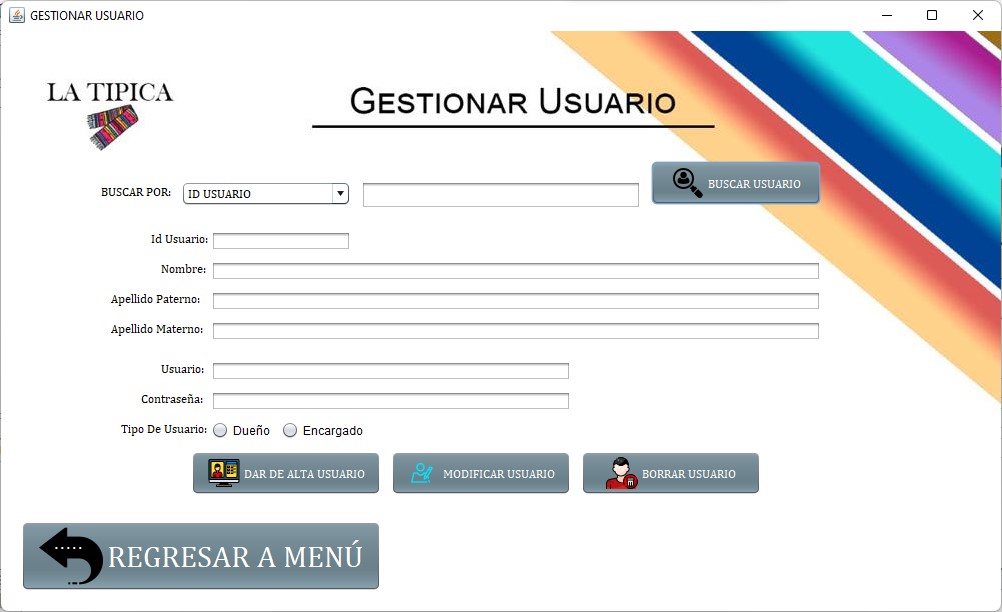 GESTIONAR USUARIO
LA TIPICA
GESTIONAR USUARIO
BUSCAR POR: ID USUARIO BUSCAR USUARIO
Id Usuario:
Nombre:
Apellido Paterno:
Apellido Materno:
Usuario:
Contraseña:
Tipo De Usuario: Dueño Encargado
DAR DE ALTA USUARIO MODIFICAR USUARIO BORRAR USUARIO
REGRESAR A MENÚ